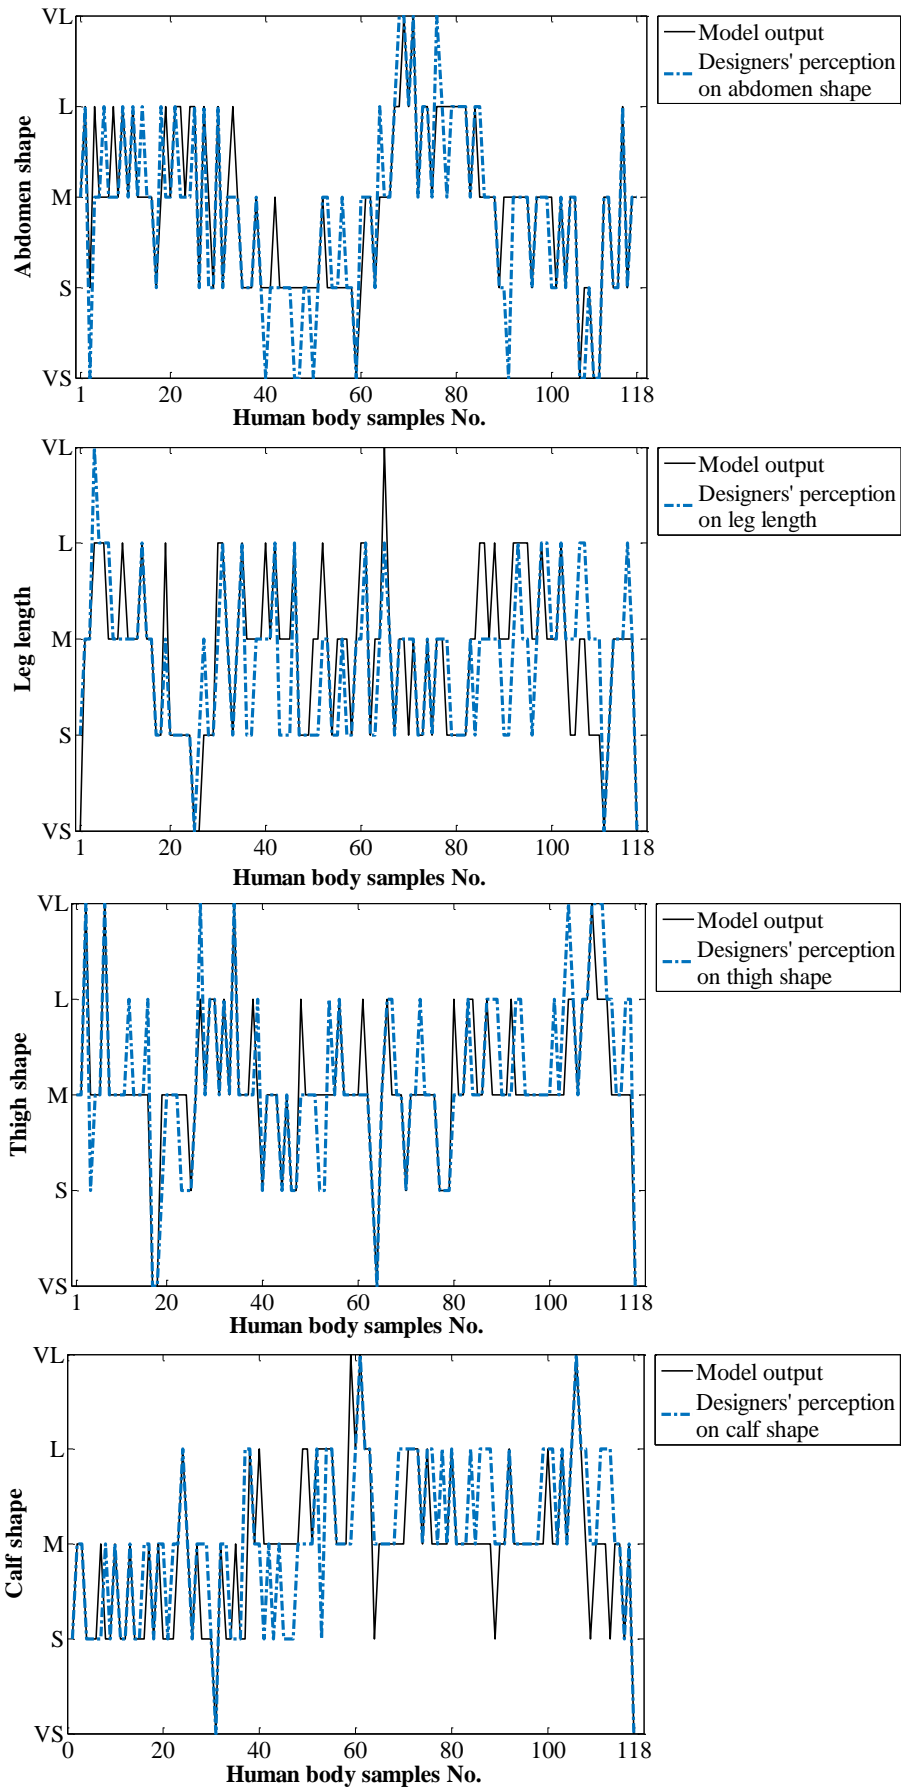 VL
L
M
S
VS
Abdomen shape
1
20
40
60
80
100
118
Human body samples No.
Model output
Designers' perception
on abdomen shape
VL
L
M
S
VS
Leg length
1
20
40
60
80
100
118
Human body samples No.
Model output
Designers' perception
on leg length
VL
L
M
S
VS
Thigh shape
1
20
40
60
80
100
118
Human body samples No.
Model output
Designers' perception
on thigh shape
VL
L
M
S
VS
Calf shape
0
20
40
60
80
100
118
Human body samples No.
Model output
Designers' perception
on calf shape